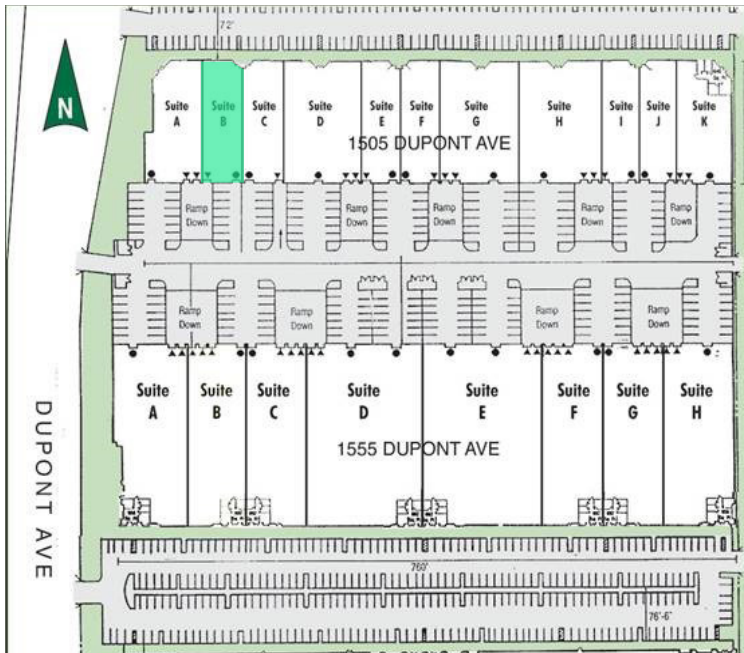 72'
N
Suite A
Suite B
Suite C
Suite D
Suite E
Suite F
Suite G
Suite H
Suite I
Suite J
Suite K
1505 DUPONT AVE
Ramp Down
Ramp Down
Ramp Down
Ramp Down
Ramp Down
Ramp Down
Ramp Down
Ramp Down
Ramp Down
Suite A
Suite B
Suite C
Suite D
Suite E
Suite F
Suite G
Suite H
1555 DUPONT AVE
DUPONT AVE
760'
76'-6"